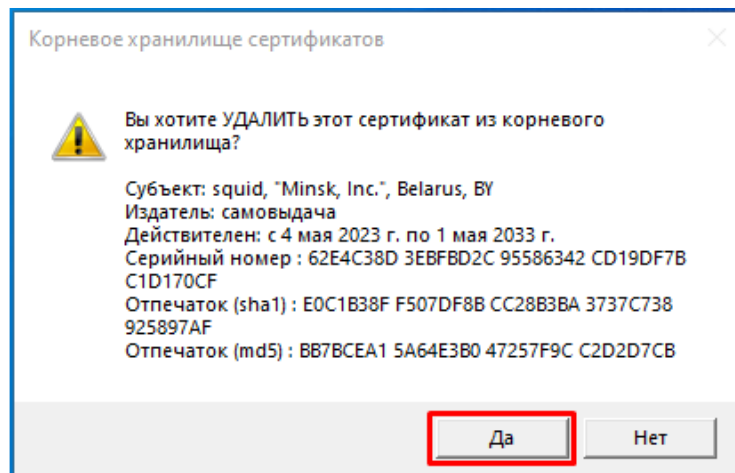 Корневое хранилище сертификатов
Вы хотите УДАЛИТЬ этот сертификат из корневого
хранилища?
Субъект: squid, "Minsk, Inc.", Belarus, BY
Издатель: самовыдача
Действителен: с 4 мая 2023 г. по 1 мая 2033 г.
Серийный номер : 62E4C38D 3EBFBD2C 95586342 CD19DF7B
C1D170CF
Отпечаток (sha1) : E0C1B38F F507DF8B CC28B3BA 3737C738
925897AF
Отпечаток (md5) : BB7BCEA1 5A64E3B0 47257F9C C2D2D7CB
Да
Нет